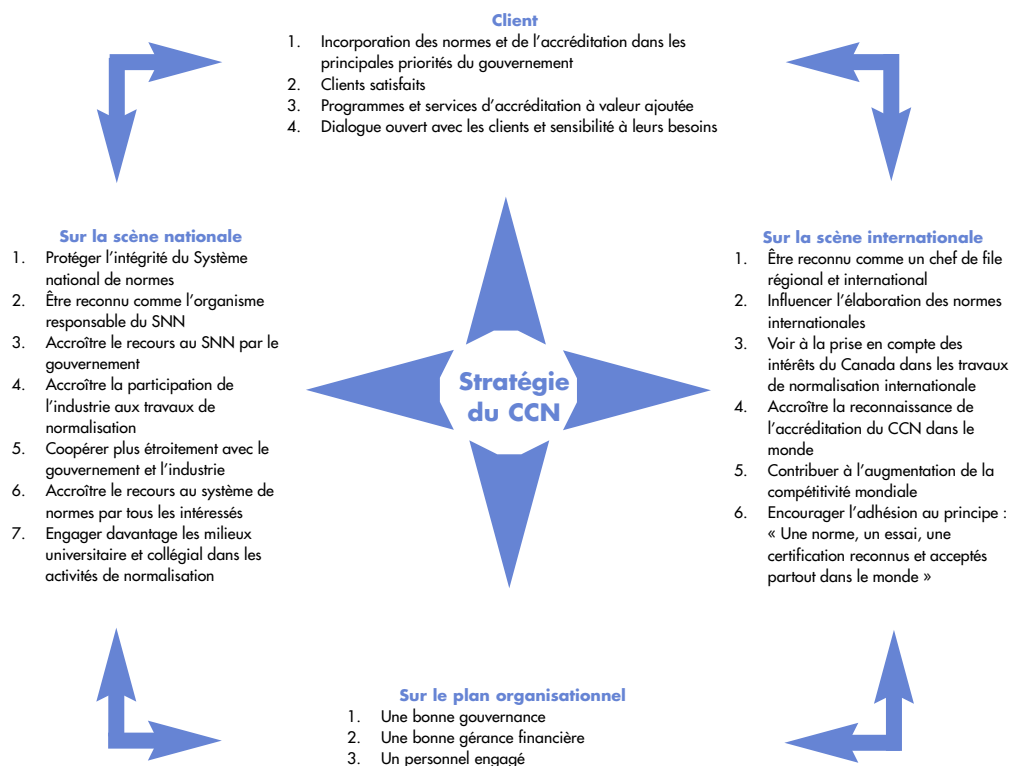 Client
1. Incorporation des normes et de l'accréditation dans les
principales priorités du gouvernement
2. Clients satisfaits
3. Programmes et services d'accréditation à valeur ajoutée
4. Dialogue ouvert avec les clients et sensibilité à leurs besoins
Sur la scène nationale
1. Protéger l'intégrité du Système
national de normes
2. Être reconnu comme l'organisme
responsable du SNN
3. Accroître le recours au SNN par le
gouvernement
4. Accroître la participation de
l'industrie aux travaux de
normalisation
5. Coopérer plus étroitement avec le
gouvernement et l'industrie
6. Accroître le recours au système de
normes par tous les intéressés
7. Engager davantage les milieux
universitaire et collégial dans les
activités de normalisation
Stratégie
du CCN
Sur la scène internationale
1. Être reconnu comme un chef de file
régional et international
2. Influencer l'élaboration des normes
internationales
3. Voir à la prise en compte des
intérêts du Canada dans les travaux
de normalisation internationale
4. Accroître la reconnaissance de
l'accréditation du CCN dans le
monde
5. Contribuer à l'augmentation de la
compétitivité mondiale
6. Encourager l'adhésion au principe :
« Une norme, un essai, une
certification reconnus et acceptés
partout dans le monde »
Sur le plan organisationnel
1. Une bonne gouvernance
2. Une bonne gérance financière
3. Un personnel engagé